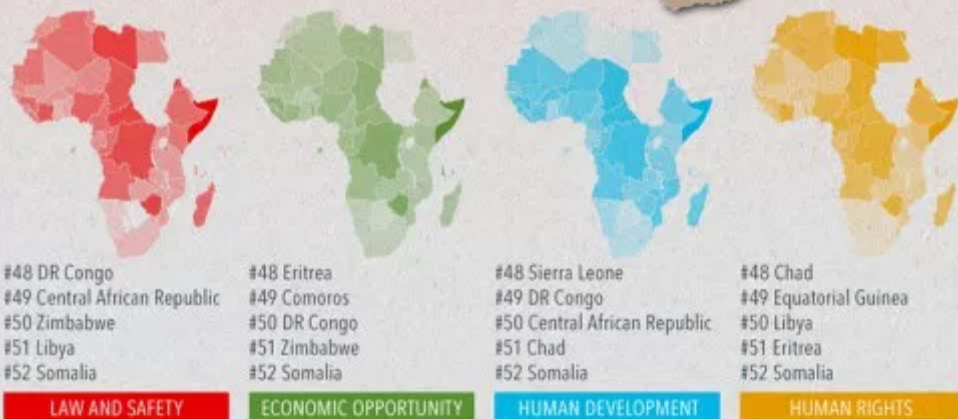 #48 DR Congo
#49 Central African Republic
#50 Zimbabwe
#51 Libya
#52 Somalia
LAW AND SAFETY
#48 Eritrea
#49 Comoros
#50 DR Congo
#51 Zimbabwe
#52 Somalia
ECONOMIC OPPORTUNITY
#48 Sierra Leone
#49 DR Congo
#50 Central African Republic
#51 Chad
#52 Somalia
HUMAN DEVELOPMENT
#48 Chad
#49 Equatorial Guinea
#50 Libya
#51 Eritrea
#52 Somalia
HUMAN RIGHTS